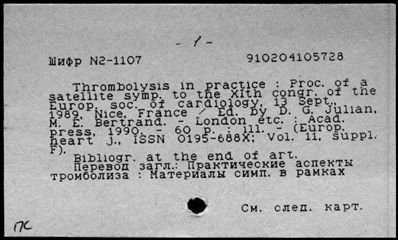 - 1 -
Шифр N2-1107 910204105728
Thrombolysis in practice : Proc. of a
satellite symp. to the XIth congr. of the
Europ. soc. of cardiology, 13 Sept.,
1989, Nice, France / Ed. by D. G. Julian,
M. E. Bertrand. - London etc. : Acad.
press, 1990. - 60 p. : ill. - (Europ.
heart j., ISSN 0195-688X; Vol. 11, suppl.
F).
Bibliogr. at the end of art.
Перевод загл.: Практические аспекты
тромболиза : Материалы симп. в рамках
См. след. карт.
ПС